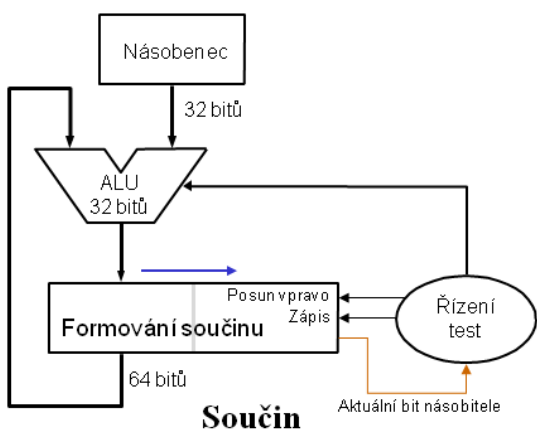 Násobenec
32 bitů
ALU
32 bitů
Posun vpravo
Zápis
Formování součinu
Řízení
test
64 bitů
Aktuální bit násobitele
Součin